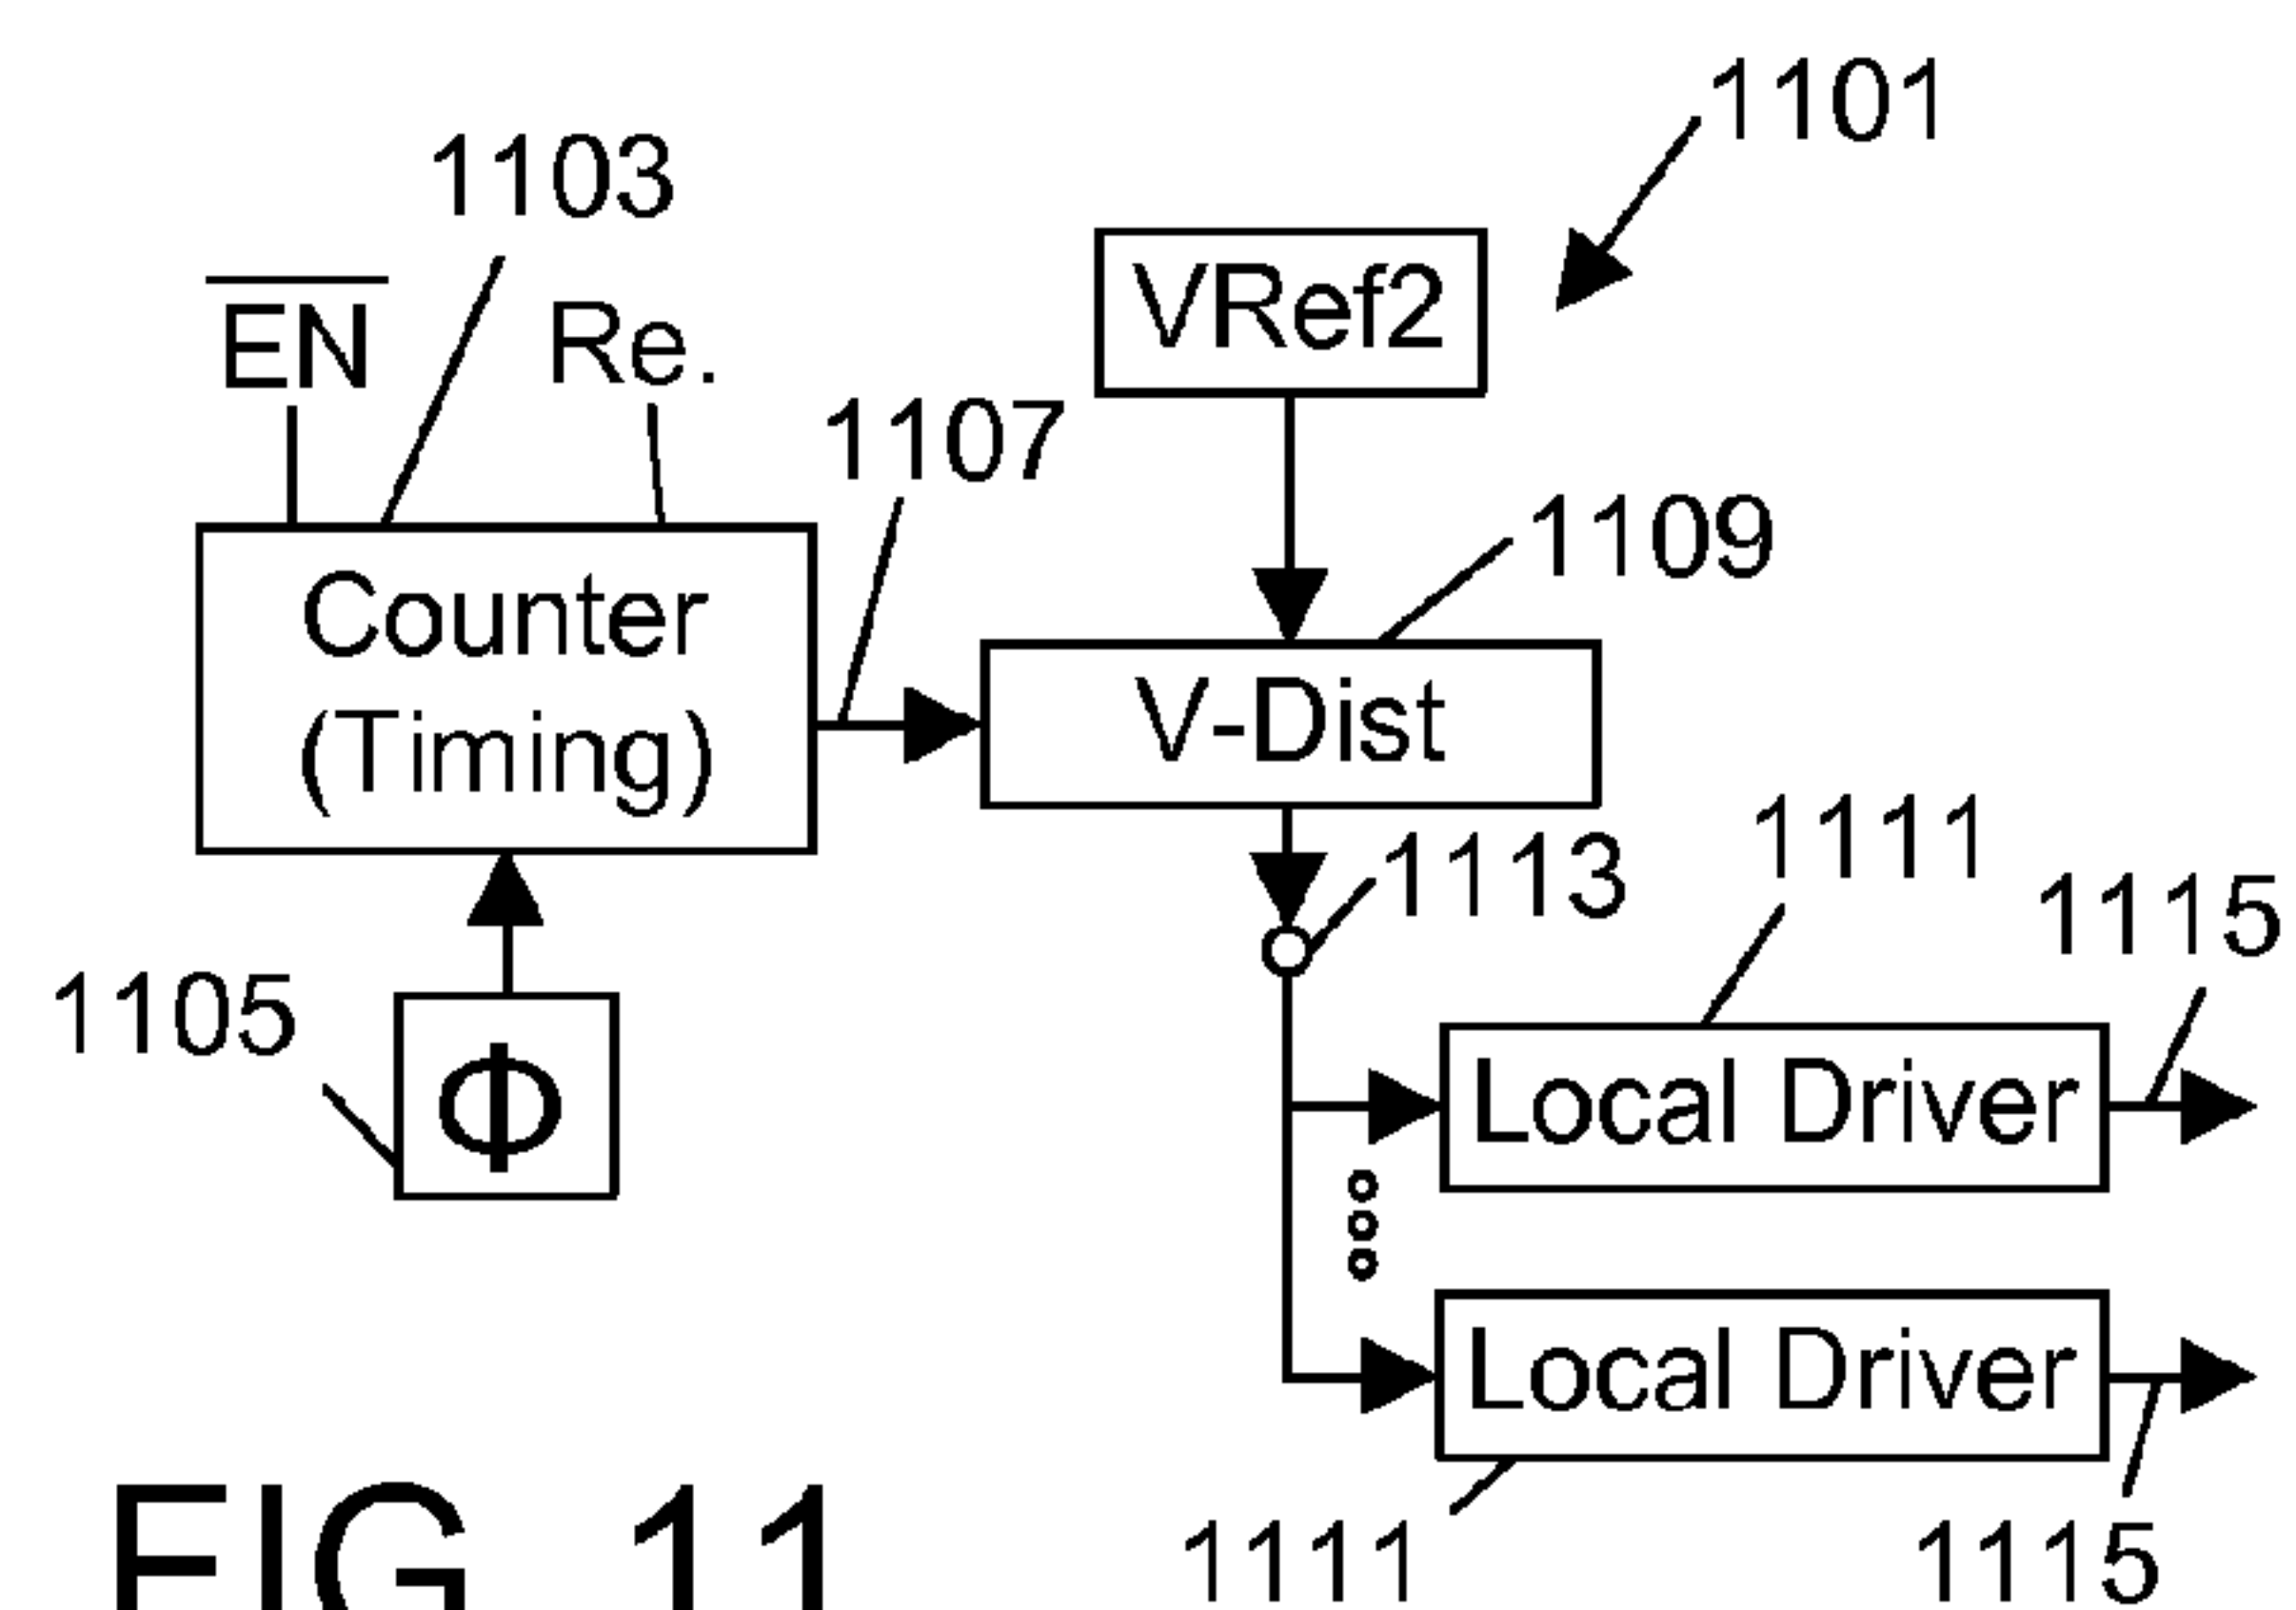 1101
1103
EN
Re.
VRef2
1107
1109
Counter
(Timing)
V-Dist
1113
1111
1115
1105
Φ
Local Driver
Local Driver
FIG 11
1111
1115